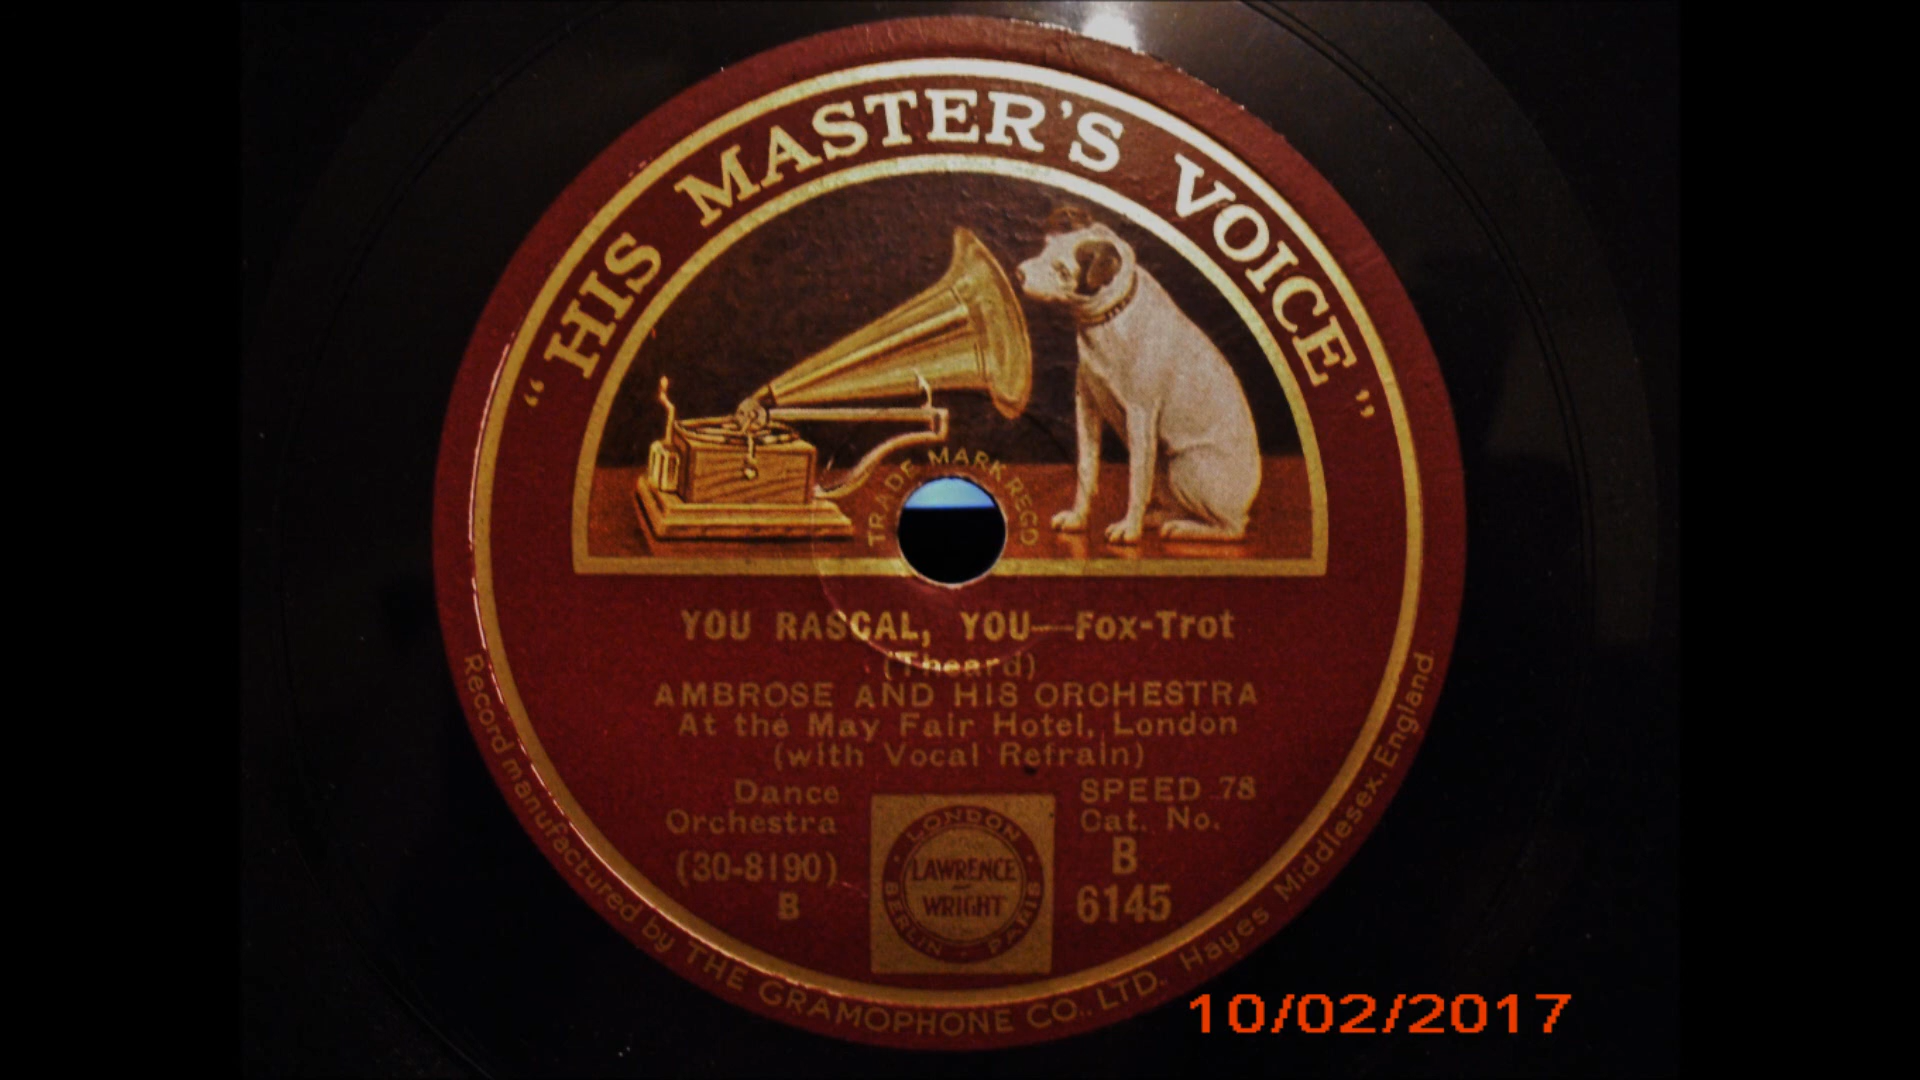 “HIS MASTER'S VOICE”
TRADE MARK REGD
YOU RASCAL, YOU—Fox-Trot
(Theard)
AMBROSE AND HIS ORCHESTRA
At the May Fair Hotel, London
(with Vocal Refrain)
Dance
Orchestra
(30-8190)
B
SPEED 78
Cat. No.
B
6145
LONDON
LAWRENCE
WRIGHT
BERLIN · PARIS
Record manufactured by THE GRAMOPHONE CO., LTD. Hayes Middlesex. England.
10/02/2017